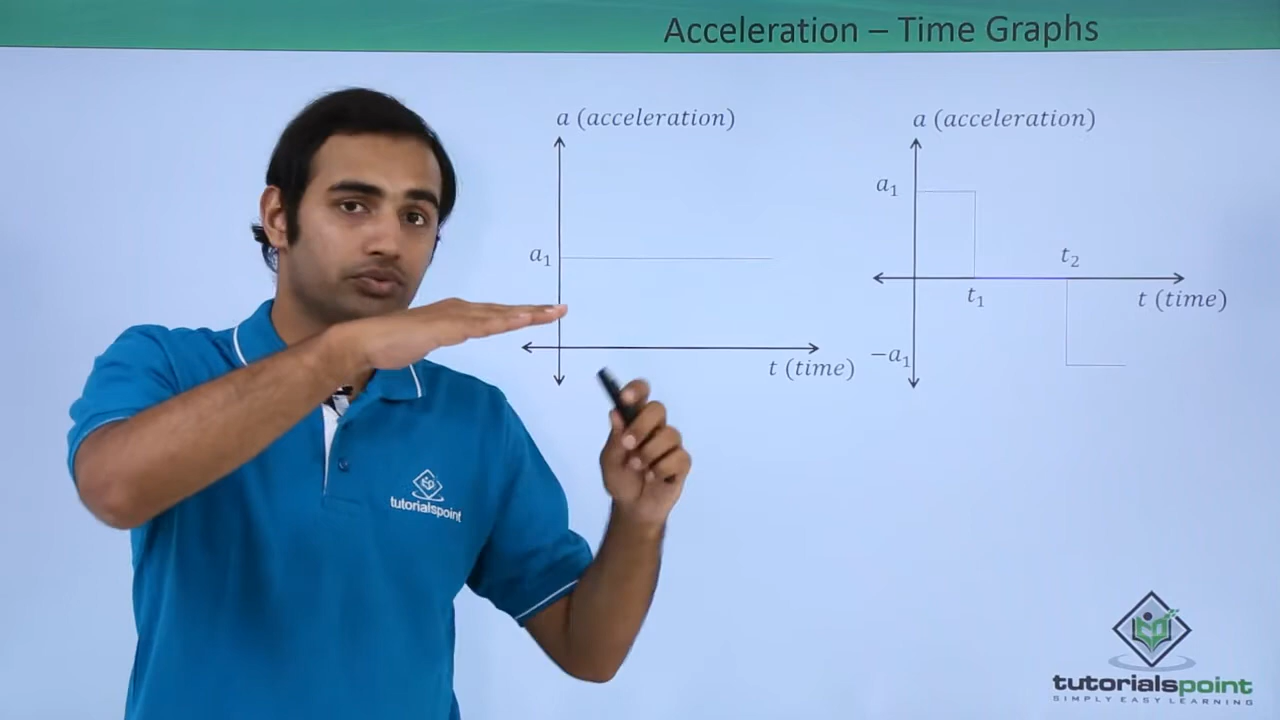 Acceleration – Time Graphs
a (acceleration)
a₁
t (time)
a (acceleration)
a₁
t₂
t₁
t (time)
−a₁
tutorialspoint
tutorialspoint
SIMPLY EASY LEARNING